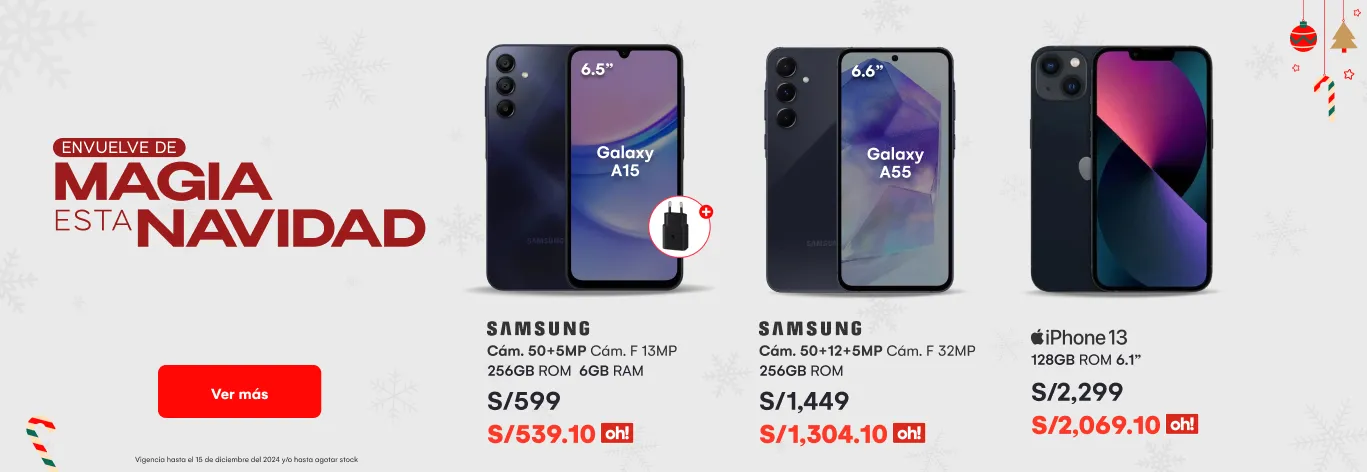 ENVUELVE DE
MAGIA
ESTA NAVIDAD
Ver más
Vigencia hasta el 15 de diciembre del 2024 y/o hasta agotar stock
6.5”
Galaxy
A15
SAMSUNG
+
SAMSUNG
Cám. 50+5MP Cám. F 13MP
256GB ROM 6GB RAM
S/599
S/539.10 oh!
6.6”
Galaxy
A55
SAMSUNG
SAMSUNG
Cám. 50+12+5MP Cám. F 32MP
256GB ROM
S/1,449
S/1,304.10 oh!
iPhone 13
128GB ROM 6.1”
S/2,299
S/2,069.10 oh!